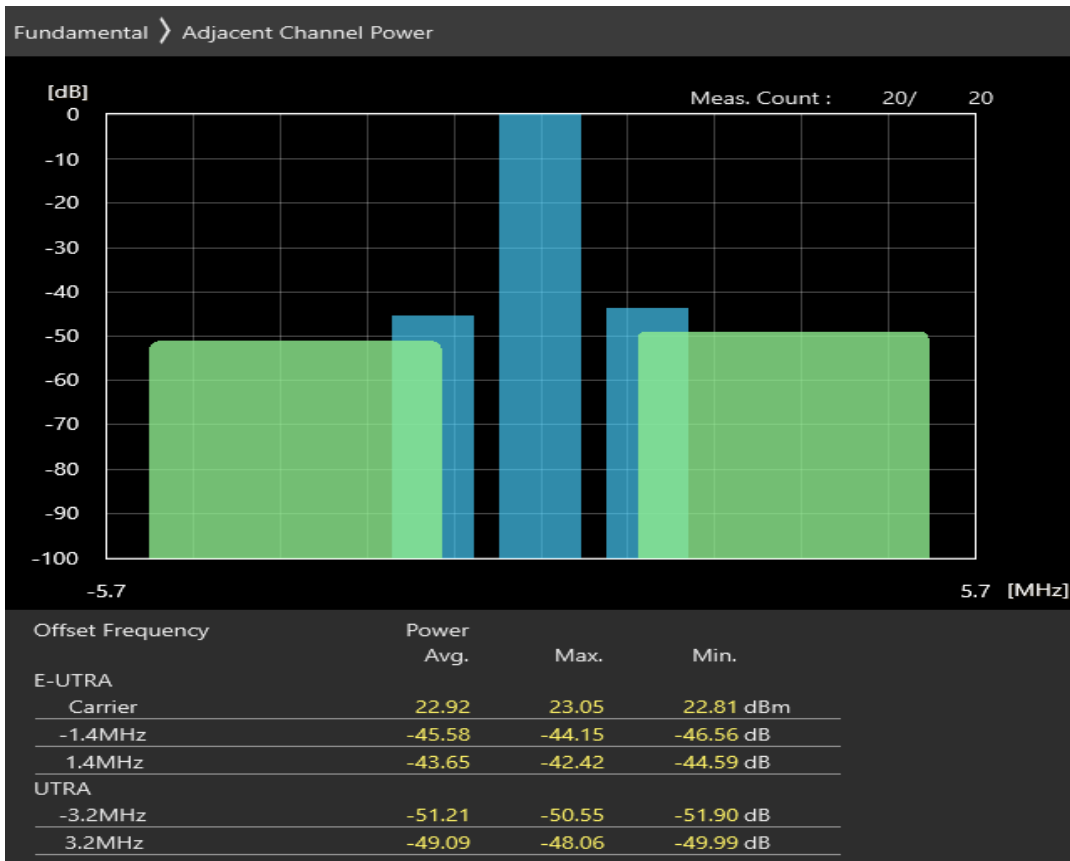 Fundamental 〉 Adjacent Channel Power
[dB]
Meas. Count : 20/ 20
0
-10
-20
-30
-40
-50
-60
-70
-80
-90
-100
-5.7 5.7 [MHz]
Offset Frequency Power
Avg. Max. Min.
E-UTRA
Carrier 22.92 23.05 22.81 dBm
-1.4MHz -45.58 -44.15 -46.56 dB
1.4MHz -43.65 -42.42 -44.59 dB
UTRA
-3.2MHz -51.21 -50.55 -51.90 dB
3.2MHz -49.09 -48.06 -49.99 dB